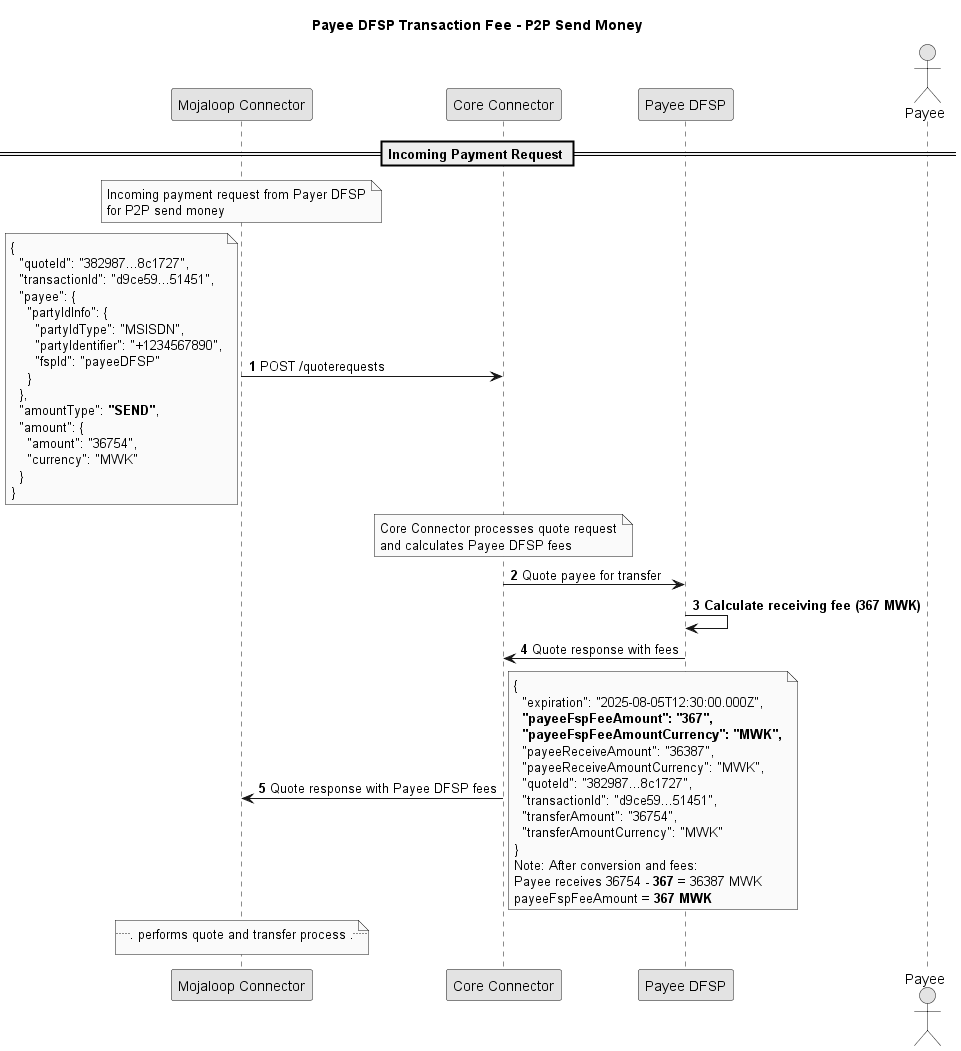 Payee DFSP Transaction Fee - P2P Send Money
Payee
Mojaloop Connector
Core Connector
Payee DFSP
Incoming Payment Request
Incoming payment request from Payer DFSP
for P2P send money
{
"quoteId": "382987...8c1727",
"transactionId": "d9ce59...51451",
"payee": {
"partyIdInfo": {
"partyIdType": "MSISDN",
"partyIdentifier": "+1234567890",
"fspId": "payeeDFSP"
}
},
"amountType": "SEND",
"amount": {
"amount": "36754",
"currency": "MWK"
}
}
1 POST /quoterequests
Core Connector processes quote request
and calculates Payee DFSP fees
2 Quote payee for transfer
3 Calculate receiving fee (367 MWK)
4 Quote response with fees
{
"expiration": "2025-08-05T12:30:00.000Z",
"payeeFspFeeAmount": "367",
"payeeFspFeeAmountCurrency": "MWK",
"payeeReceiveAmount": "36387",
"payeeReceiveAmountCurrency": "MWK",
"quoteId": "382987...8c1727",
"transactionId": "d9ce59...51451",
"transferAmount": "36754",
"transferAmountCurrency": "MWK"
}
Note: After conversion and fees:
Payee receives 36754 - 367 = 36387 MWK
payeeFspFeeAmount = 367 MWK
5 Quote response with Payee DFSP fees
. performs quote and transfer process .
Mojaloop Connector
Core Connector
Payee DFSP
Payee